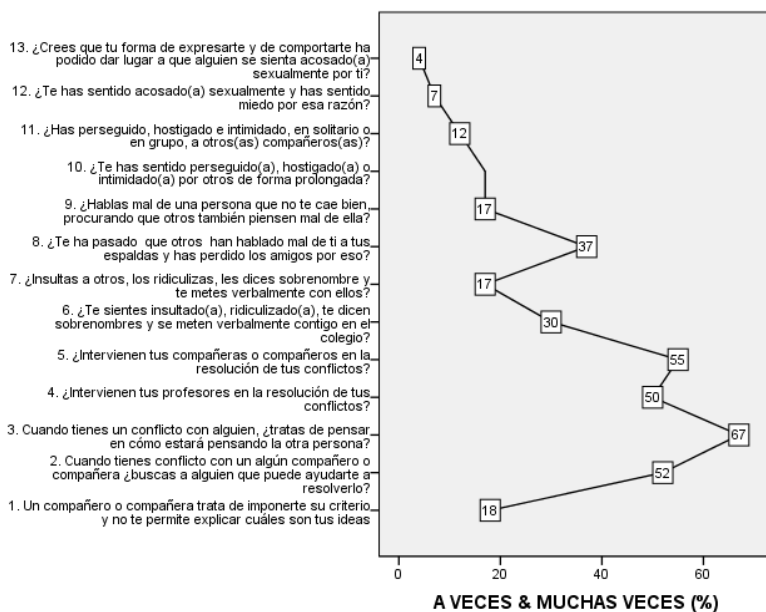 13. ¿Crees que tu forma de expresarte y de comportarte ha
podido dar lugar a que alguien se sienta acosado(a)
sexualmente por ti?
4
12. ¿Te has sentido acosado(a) sexualmente y has sentido
miedo por esa razón?
7
11. ¿Has perseguido, hostigado e intimidado, en solitario o
en grupo, a otros(as) compañeros(as)?
12
10. ¿Te has sentido perseguido(a), hostigado(a) o
intimidado(a) por otros de forma prolongada?
9. ¿Hablas mal de una persona que no te cae bien,
procurando que otros también piensen mal de ella?
17
8. ¿Te ha pasado que otros han hablado mal de ti a tus
espaldas y has perdido los amigos por eso?
37
7. ¿Insultas a otros, los ridiculizas, les dices sobrenombre y
te metes verbalmente con ellos?
17
6. ¿Te sientes insultado(a), ridiculizado(a), te dicen
sobrenombres y se meten verbalmente contigo en el
colegio?
30
5. ¿Intervienen tus compañeras o compañeros en la
resolución de tus conflictos?
55
4. ¿Intervienen tus profesores en la resolución de tus
conflictos?
50
3. Cuando tienes un conflicto con alguien, ¿tratas de pensar
en cómo estará pensando la otra persona?
67
2. Cuando tienes conflicto con un algún compañero o
compañera ¿buscas a alguien que puede ayudarte a
resolverlo?
52
1. Un compañero o compañera trata de imponerte su criterio
y no te permite explicar cuáles son tus ideas
18
0 20 40 60
A VECES & MUCHAS VECES (%)